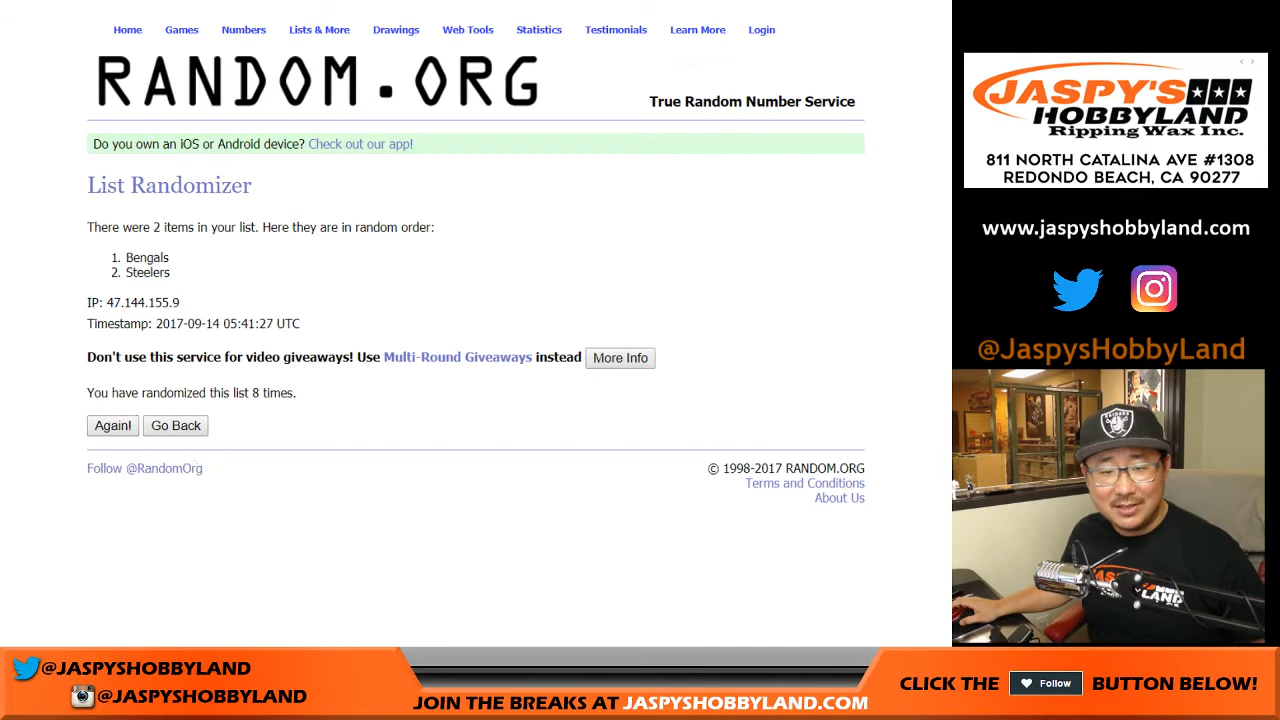 Home Games Numbers Lists & More Drawings Web Tools Statistics Testimonials Learn More Login
RANDOM.ORG
True Random Number Service
Do you own an iOS or Android device? Check out our app!
List Randomizer
There were 2 items in your list. Here they are in random order:
1. Bengals
2. Steelers
IP: 47.144.155.9
Timestamp: 2017-09-14 05:41:27 UTC
Don't use this service for video giveaways! Use Multi-Round Giveaways instead More Info
You have randomized this list 8 times.
Again! Go Back
Follow @RandomOrg
© 1998-2017 RANDOM.ORG
Terms and Conditions
About Us
JASPY'S
HOBBYLAND
Ripping Wax Inc.
811 NORTH CATALINA AVE #1308
REDONDO BEACH, CA 90277
www.jaspyshobbyland.com
@JaspysHobbyLand
RAIDERS
LAND
@JASPYSHOBBYLAND
@JASPYSHOBBYLAND
JOIN THE BREAKS AT JASPYSHOBBYLAND.COM
CLICK THE Follow BUTTON BELOW!